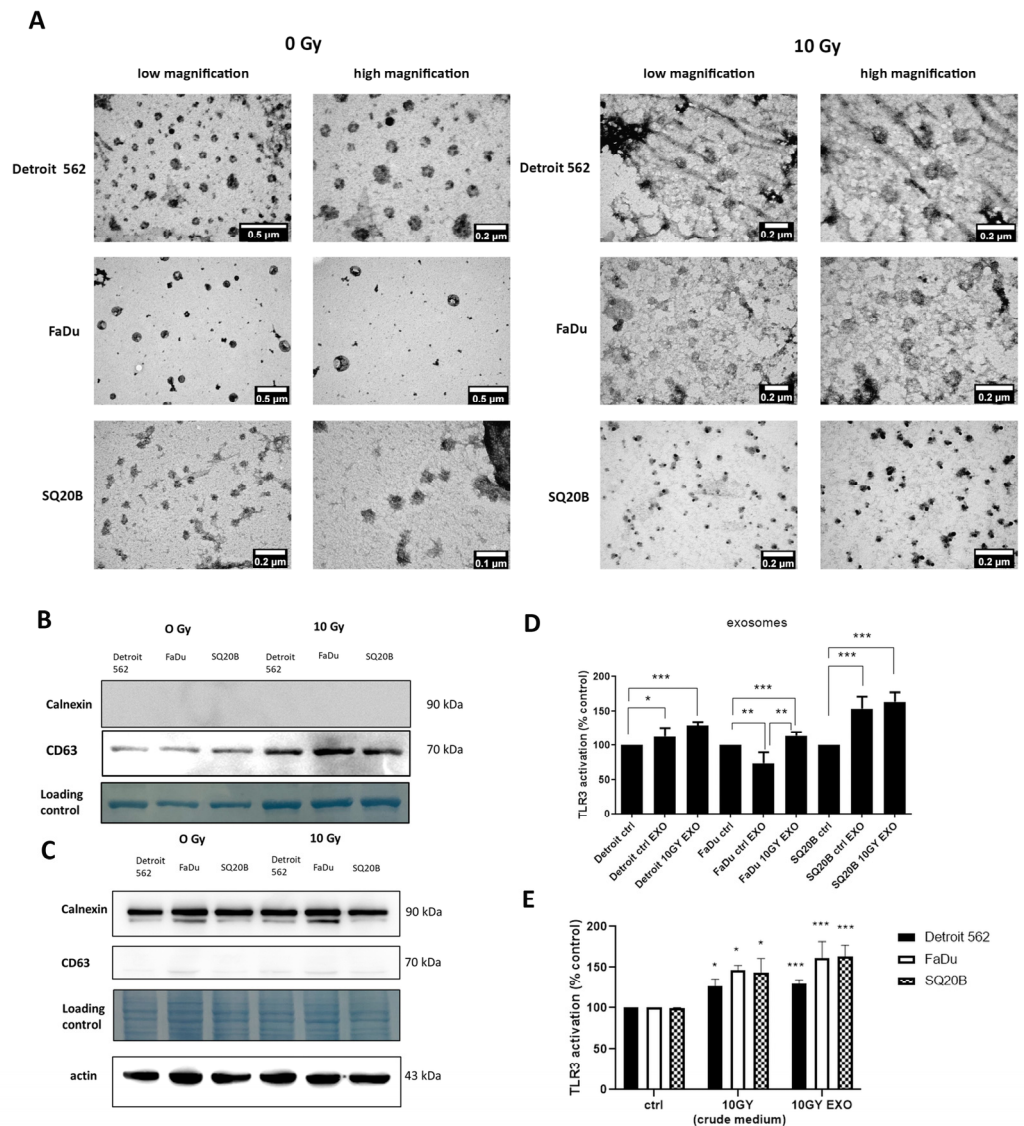 A
0 Gy
10 Gy
low magnification
high magnification
low magnification
high magnification
Detroit 562
0.5 µm
0.2 µm
Detroit 562
0.2 µm
0.2 µm
FaDu
0.5 µm
0.5 µm
FaDu
0.2 µm
0.2 µm
SQ20B
0.2 µm
0.1 µm
SQ20B
0.2 µm
0.2 µm
B
O Gy
10 Gy
Detroit
562
FaDu
SQ20B
Detroit
562
FaDu
SQ20B
Calnexin
90 kDa
CD63
70 kDa
Loading
control
C
O Gy
10 Gy
Detroit
562
FaDu
SQ20B
Detroit
562
FaDu
SQ20B
Calnexin
90 kDa
CD63
70 kDa
Loading
control
actin
43 kDa
D
exosomes
TLR3 activation (% control)
200
150
100
50
0
*
***
**
**
***
***
***
Detroit ctrl
Detroit ctrl EXO
Detroit 10GY EXO
FaDu ctrl
FaDu ctrl EXO
FaDu 10GY EXO
SQ20B ctrl
SQ20B ctrl EXO
SQ20B 10GY EXO
E
TLR3 activation (% control)
200
150
100
50
0
*
*
*
***
***
***
ctrl
10GY
(crude medium)
10GY EXO
Detroit 562
FaDu
SQ20B